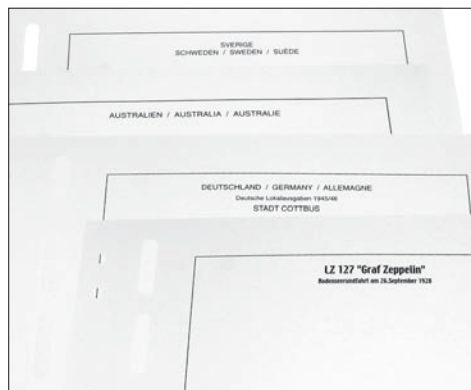 SVERIGE
SCHWEDEN / SWEDEN / SUÈDE
AUSTRALIEN / AUSTRALIA / AUSTRALIE
DEUTSCHLAND / GERMANY / ALLEMAGNE
Deutsche Lokalausgaben 1945/46
STADT COTTBUS
LZ 127 "Graf Zeppelin"
Bodenseerundfahrt am 26.September 1928